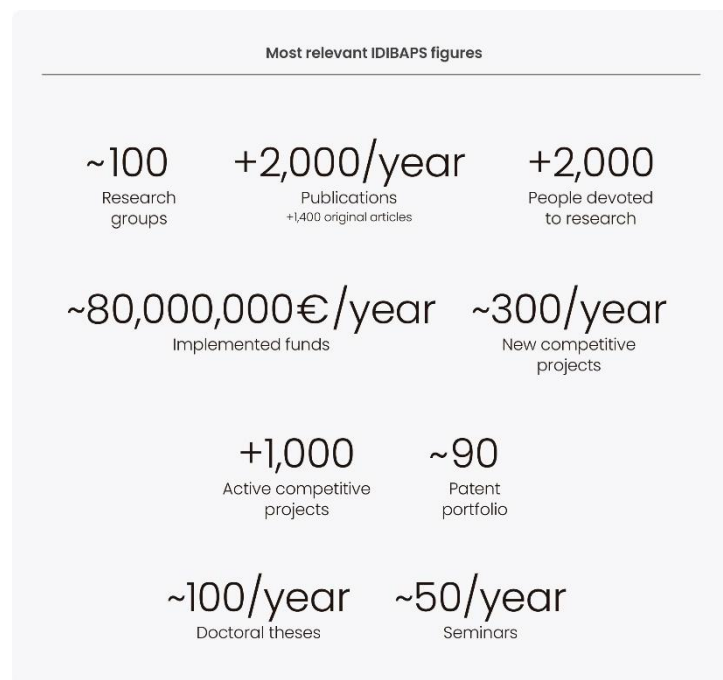 Most relevant IDIBAPS figures
~100
Research
groups
+2,000/year
Publications
+1,400 original articles
+2,000
People devoted
to research
~80,000,000€/year
Implemented funds
~300/year
New competitive
projects
+1,000
Active competitive
projects
~90
Patent
portfolio
~100/year
Doctoral theses
~50/year
Seminars